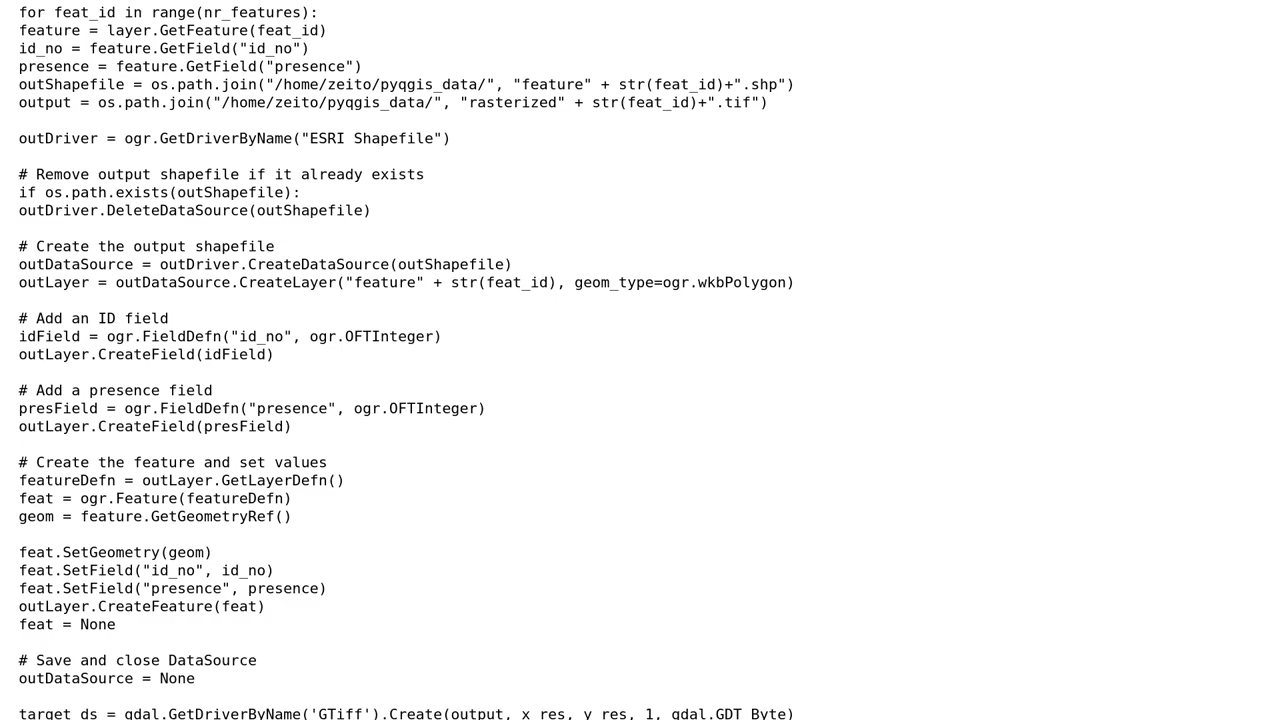 for feat_id in range(nr_features):
feature = layer.GetFeature(feat_id)
id_no = feature.GetField("id_no")
presence = feature.GetField("presence")
outShapefile = os.path.join("/home/zeito/pyqgis_data/", "feature" + str(feat_id)+".shp")
output = os.path.join("/home/zeito/pyqgis_data/", "rasterized" + str(feat_id)+".tif")

outDriver = ogr.GetDriverByName("ESRI Shapefile")

# Remove output shapefile if it already exists
if os.path.exists(outShapefile):
outDriver.DeleteDataSource(outShapefile)

# Create the output shapefile
outDataSource = outDriver.CreateDataSource(outShapefile)
outLayer = outDataSource.CreateLayer("feature" + str(feat_id), geom_type=ogr.wkbPolygon)

# Add an ID field
idField = ogr.FieldDefn("id_no", ogr.OFTInteger)
outLayer.CreateField(idField)

# Add a presence field
presField = ogr.FieldDefn("presence", ogr.OFTInteger)
outLayer.CreateField(presField)

# Create the feature and set values
featureDefn = outLayer.GetLayerDefn()
feat = ogr.Feature(featureDefn)
geom = feature.GetGeometryRef()

feat.SetGeometry(geom)
feat.SetField("id_no", id_no)
feat.SetField("presence", presence)
outLayer.CreateFeature(feat)
feat = None

# Save and close DataSource
outDataSource = None

target_ds = gdal.GetDriverByName('GTiff').Create(output, x_res, y_res, 1, gdal.GDT_Byte)